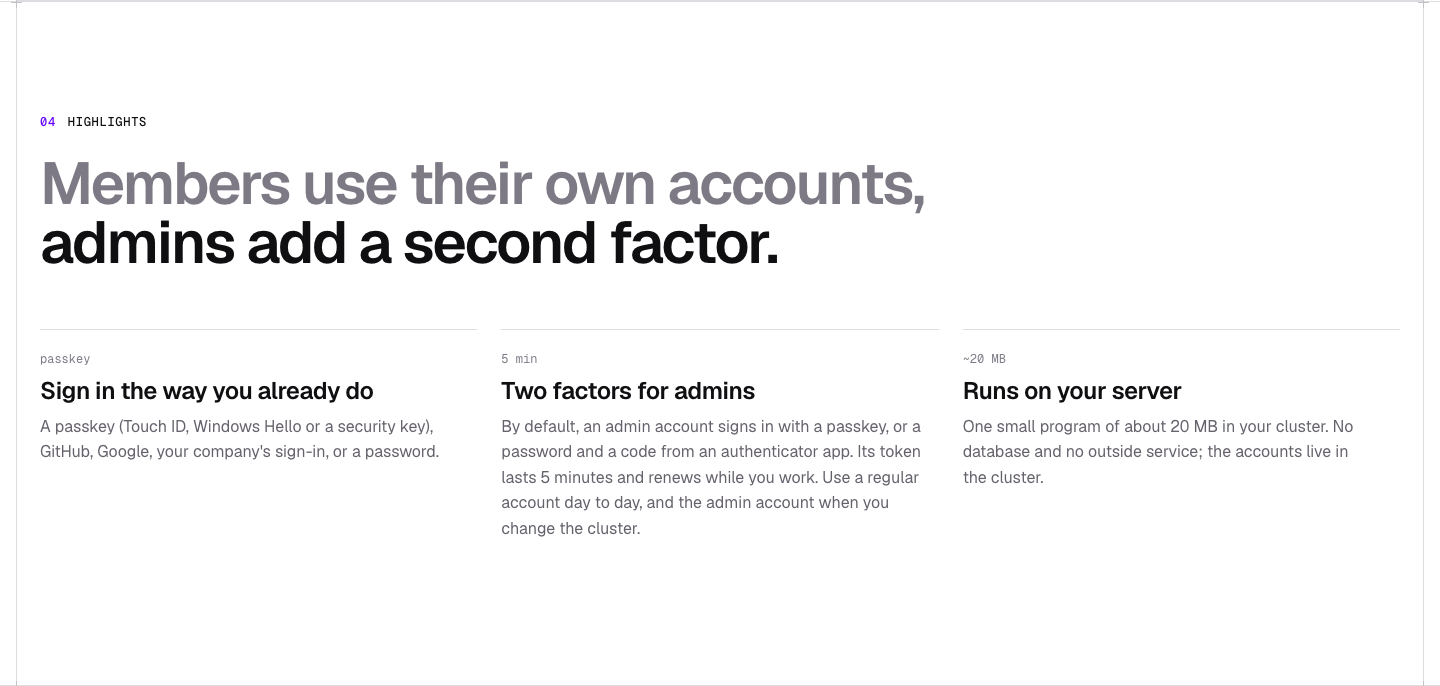 04 HIGHLIGHTS
Members use their own accounts,
admins add a second factor.
passkey
Sign in the way you already do
A passkey (Touch ID, Windows Hello or a security key),
GitHub, Google, your company's sign-in, or a password.
5 min
Two factors for admins
By default, an admin account signs in with a passkey, or a
password and a code from an authenticator app. Its token
lasts 5 minutes and renews while you work. Use a regular
account day to day, and the admin account when you
change the cluster.
~20 MB
Runs on your server
One small program of about 20 MB in your cluster. No
database and no outside service; the accounts live in
the cluster.